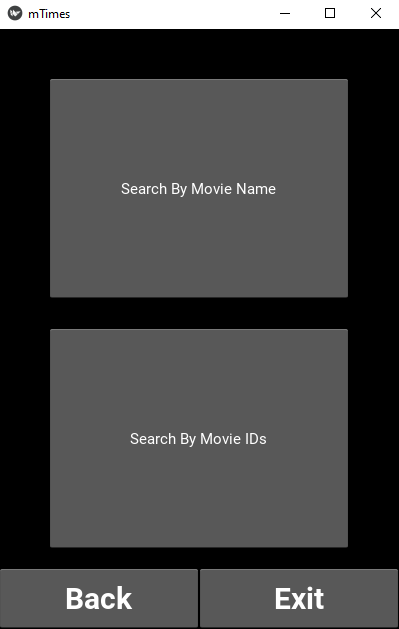 mTimes
Search By Movie Name
Search By Movie IDs
Back
Exit